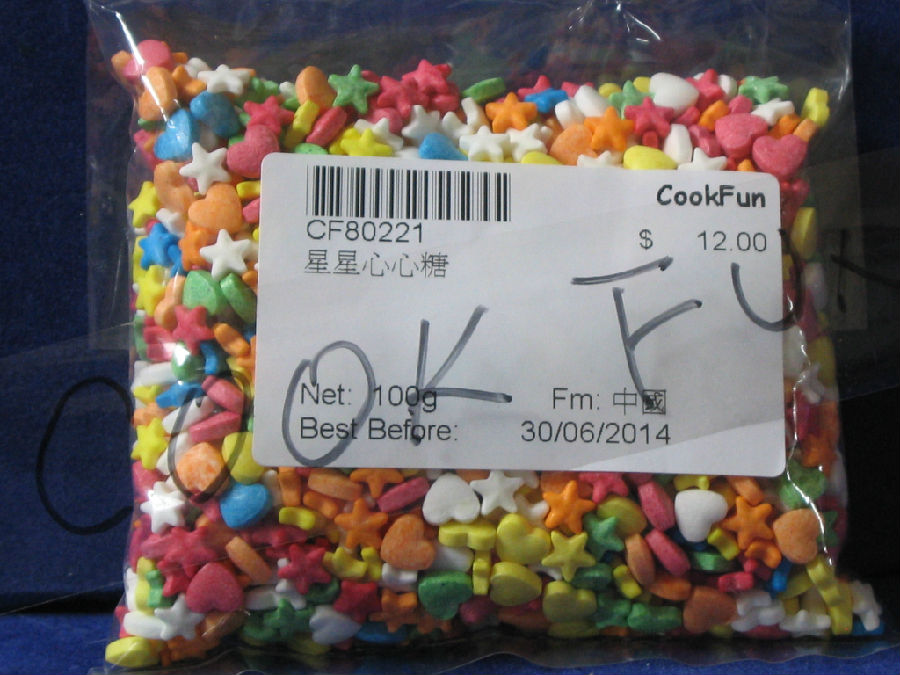 CookFun
CF80221
$ 12.00
星星心心糖
COOK FUN
Net: 100g
Fm: 中國
Best Before: 30/06/2014